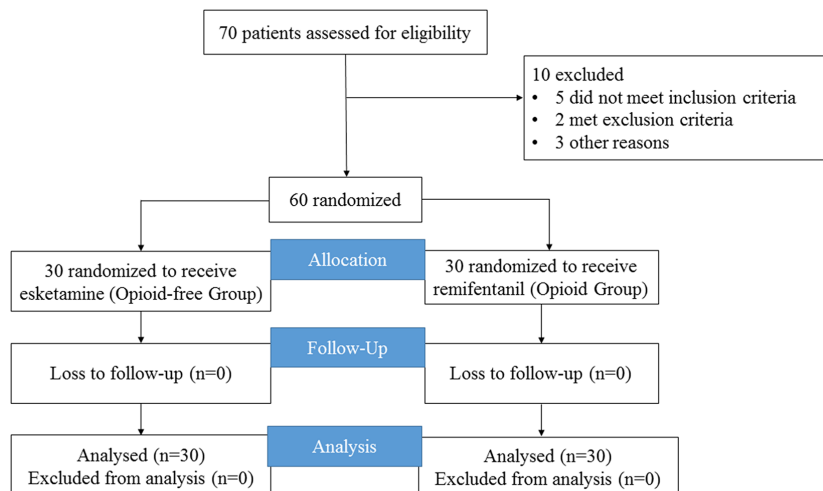 70 patients assessed for eligibility
10 excluded
• 5 did not meet inclusion criteria
• 2 met exclusion criteria
• 3 other reasons
60 randomized
30 randomized to receive
esketamine (Opioid-free Group)
Allocation
30 randomized to receive
remifentanil (Opioid Group)
Loss to follow-up (n=0)
Follow-Up
Loss to follow-up (n=0)
Analysed (n=30)
Excluded from analysis (n=0)
Analysis
Analysed (n=30)
Excluded from analysis (n=0)